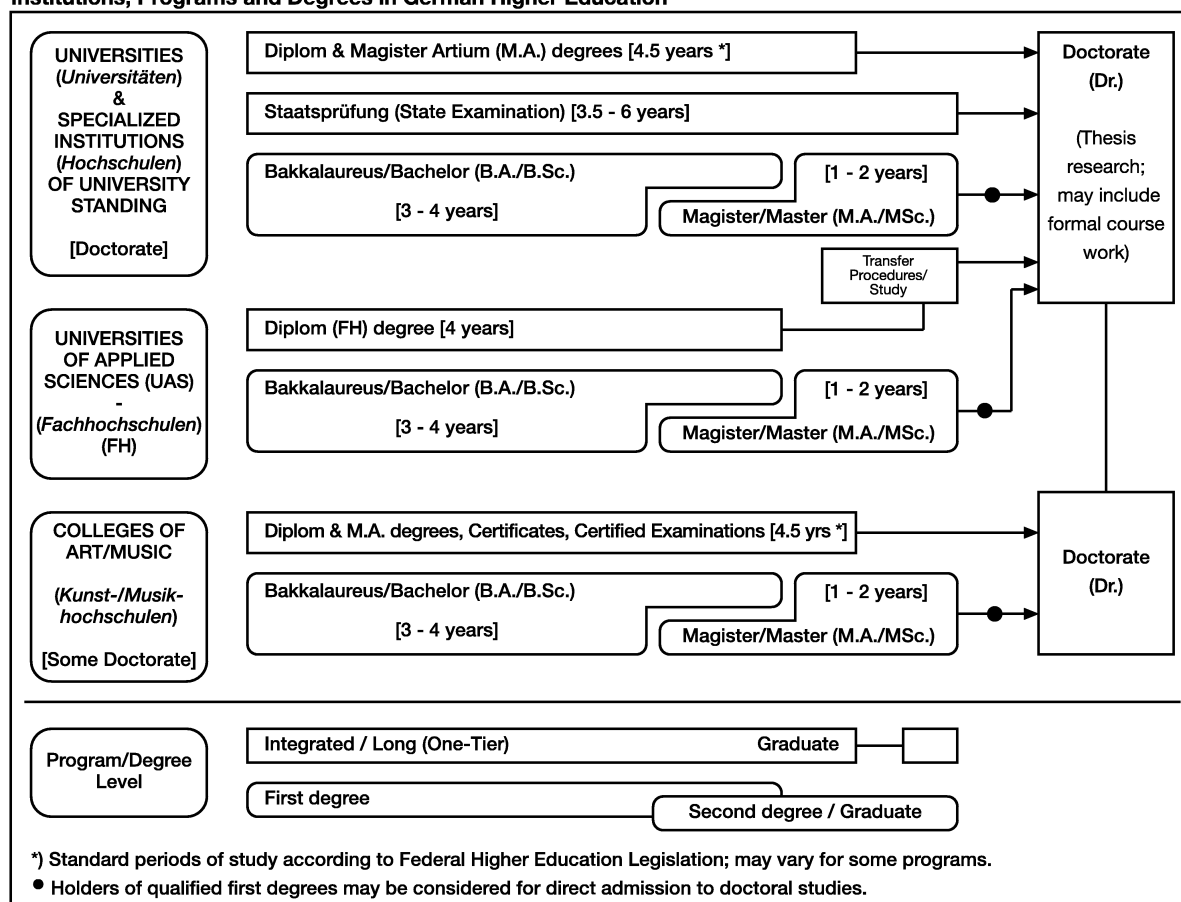 Institutions, Programs and Degrees in German Higher Education
UNIVERSITIES
(Universitäten)
&
SPECIALIZED
INSTITUTIONS
(Hochschulen)
OF UNIVERSITY
STANDING
[Doctorate]
Diplom & Magister Artium (M.A.) degrees [4.5 years *]
Staatsprüfung (State Examination) [3.5 - 6 years]
Bakkalaureus/Bachelor (B.A./B.Sc.)
[3 - 4 years]
[1 - 2 years]
Magister/Master (M.A./MSc.)
Transfer
Procedures/
Study
Doctorate
(Dr.)
(Thesis
research;
may include
formal course
work)
UNIVERSITIES
OF APPLIED
SCIENCES (UAS)
-
(Fachhochschulen)
(FH)
Diplom (FH) degree [4 years]
Bakkalaureus/Bachelor (B.A./B.Sc.)
[3 - 4 years]
[1 - 2 years]
Magister/Master (M.A./MSc.)
COLLEGES OF
ART/MUSIC
(Kunst-/Musik-
hochschulen)
[Some Doctorate]
Diplom & M.A. degrees, Certificates, Certified Examinations [4.5 yrs *]
Bakkalaureus/Bachelor (B.A./B.Sc.)
[3 - 4 years]
[1 - 2 years]
Magister/Master (M.A./MSc.)
Doctorate
(Dr.)
Program/Degree
Level
Integrated / Long (One-Tier) Graduate
First degree
Second degree / Graduate
*) Standard periods of study according to Federal Higher Education Legislation; may vary for some programs.
● Holders of qualified first degrees may be considered for direct admission to doctoral studies.